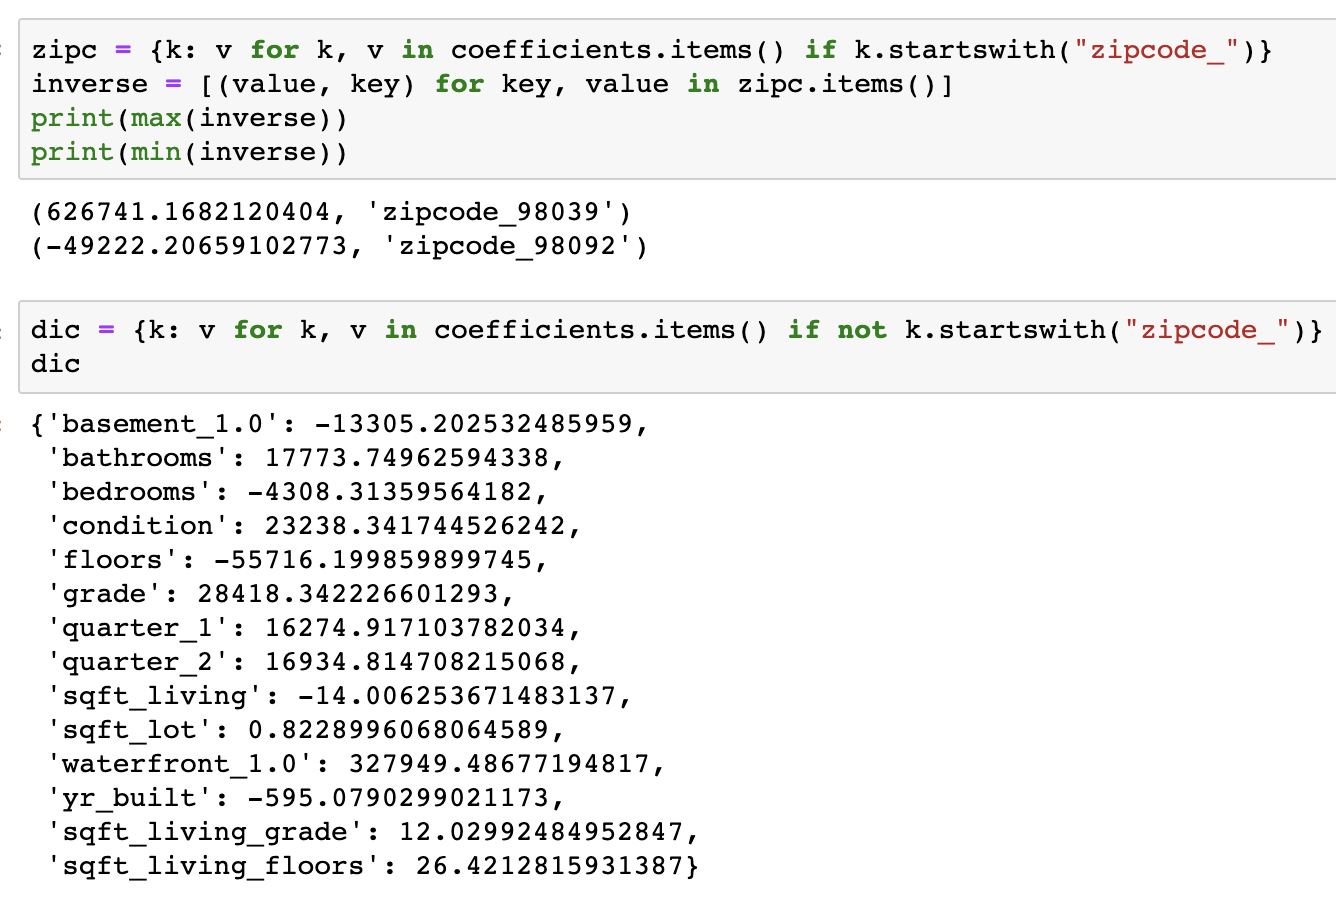 zipc = {k: v for k, v in coefficients.items() if k.startswith("zipcode_")}
inverse = [(value, key) for key, value in zipc.items()]
print(max(inverse))
print(min(inverse))
(626741.1682120404, 'zipcode_98039')
(-49222.20659102773, 'zipcode_98092')
dic = {k: v for k, v in coefficients.items() if not k.startswith("zipcode_")}
dic
{'basement_1.0': -13305.202532485959,
'bathrooms': 17773.74962594338,
'bedrooms': -4308.31359564182,
'condition': 23238.341744526242,
'floors': -55716.199859899745,
'grade': 28418.342226601293,
'quarter_1': 16274.917103782034,
'quarter_2': 16934.814708215068,
'sqft_living': -14.006253671483137,
'sqft_lot': 0.8228996068064589,
'waterfront_1.0': 327949.48677194817,
'yr_built': -595.0790299021173,
'sqft_living_grade': 12.02992484952847,
'sqft_living_floors': 26.4212815931387}